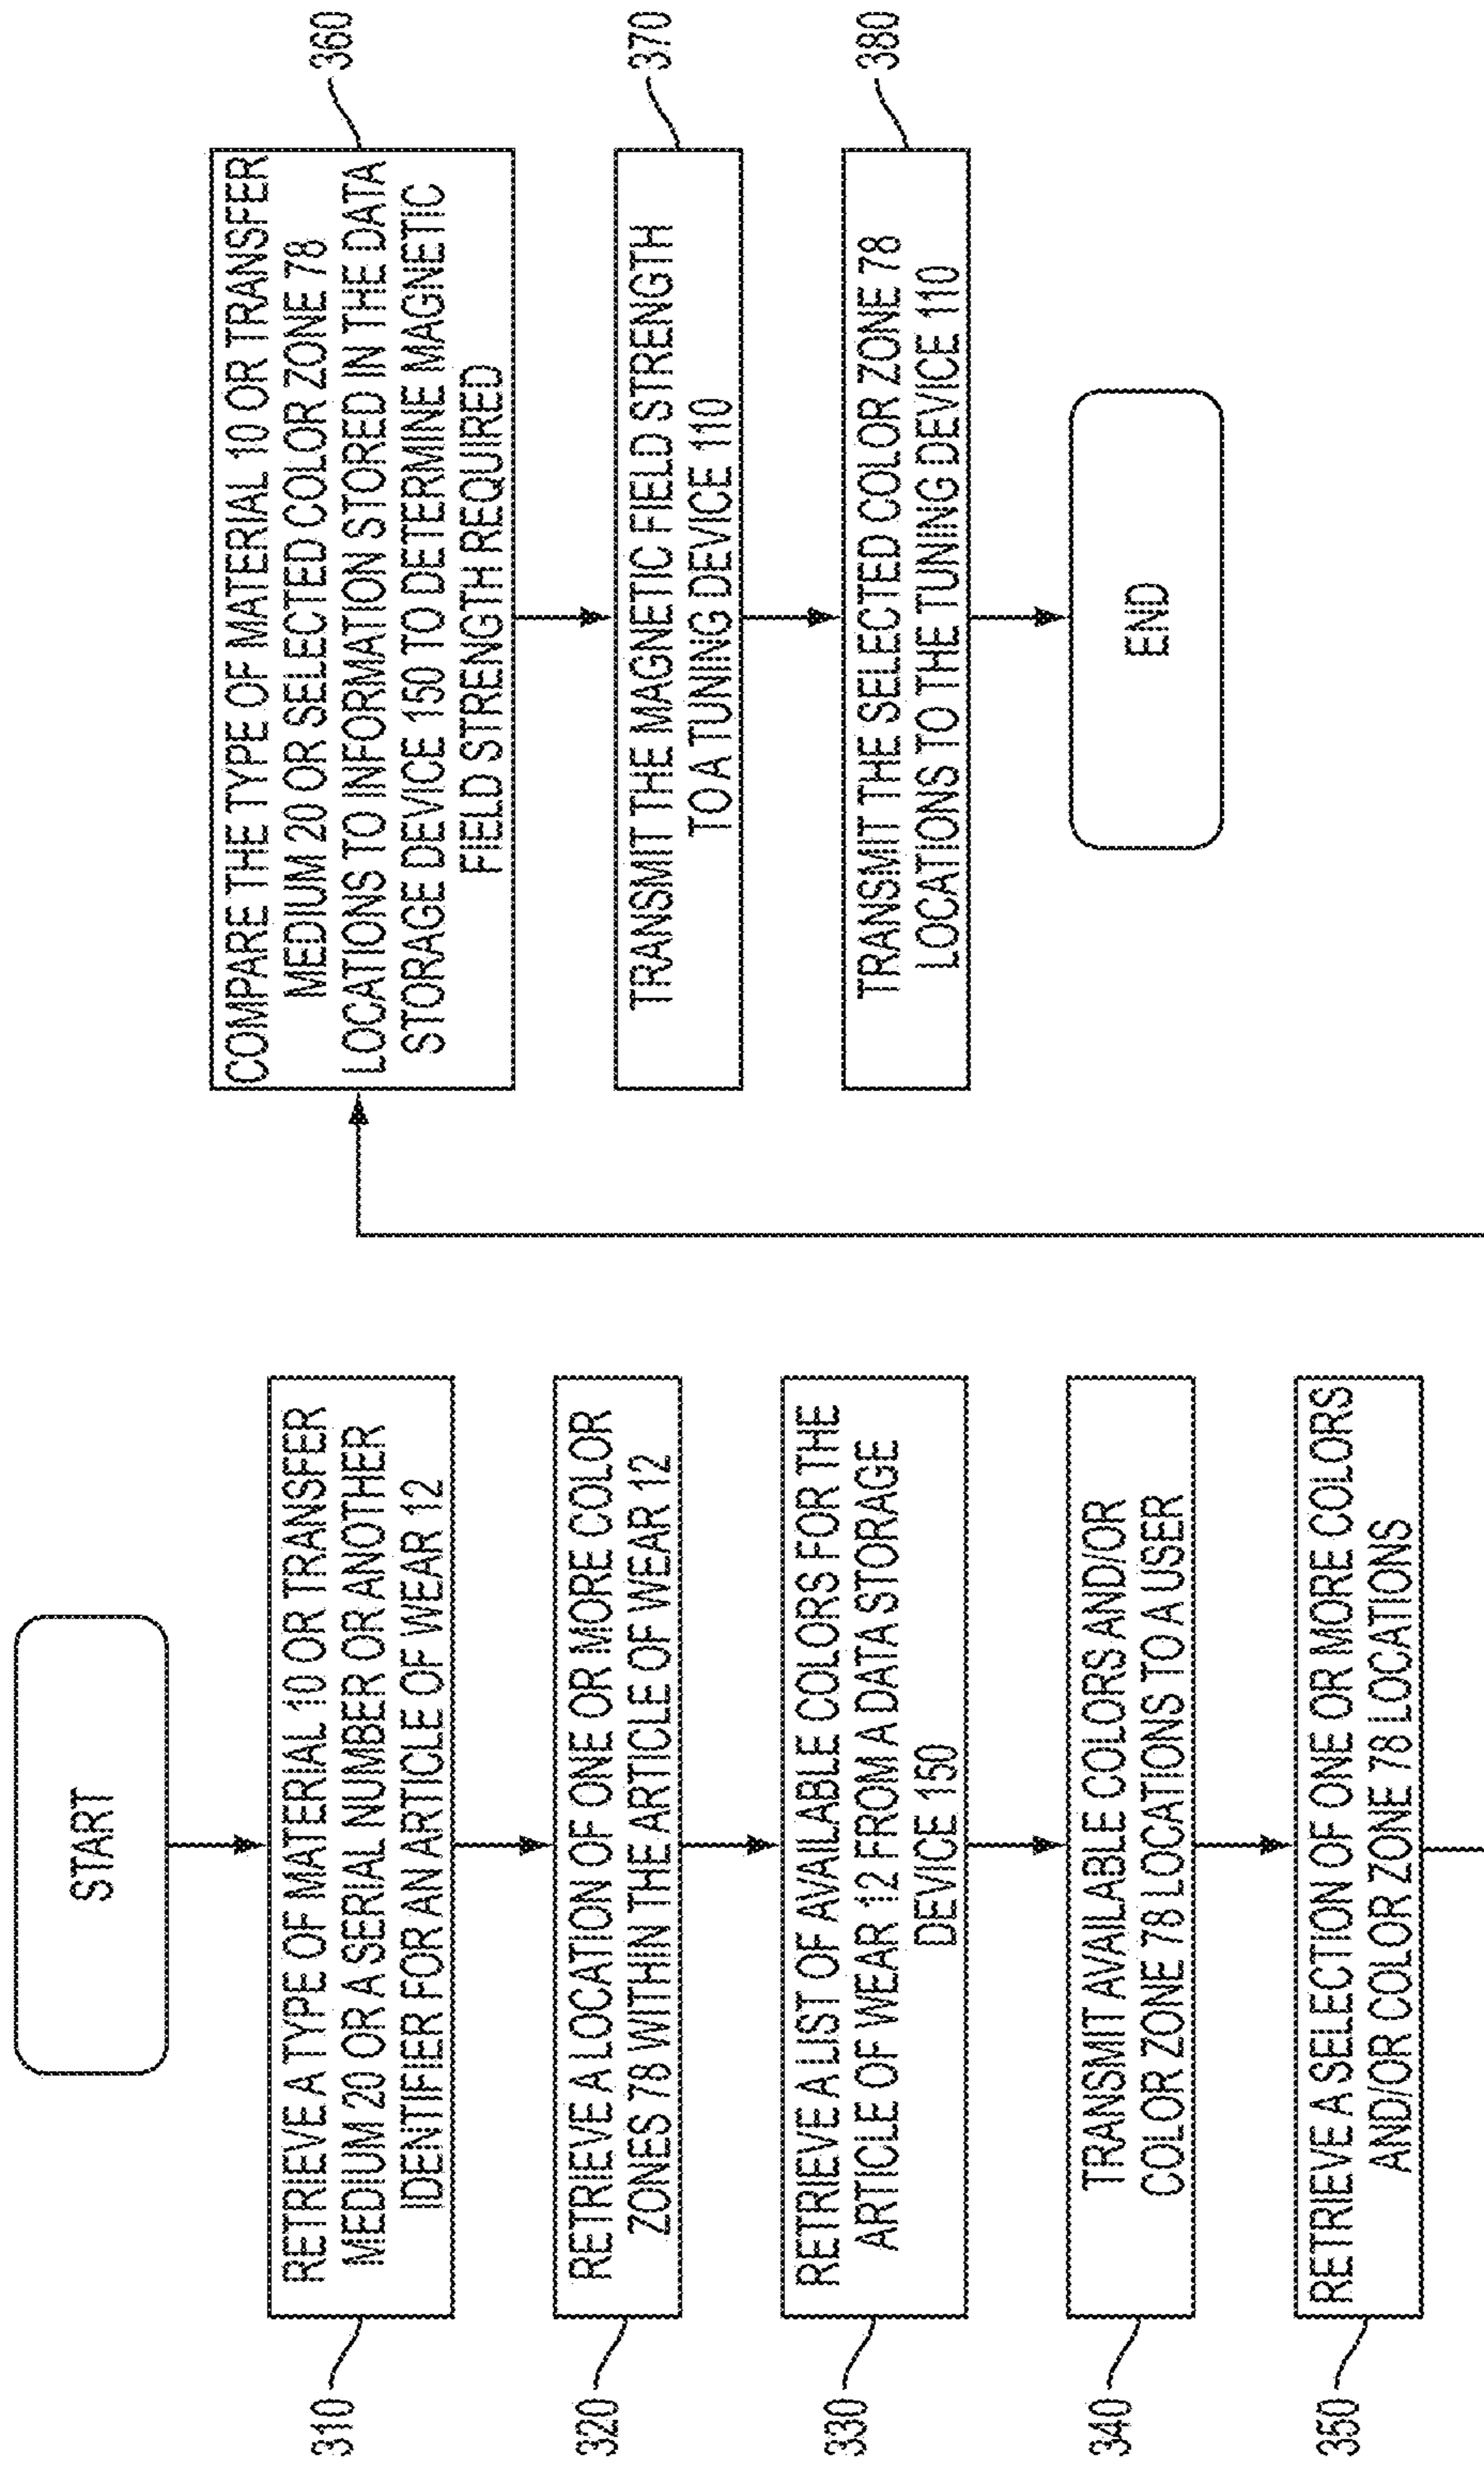 START
310
RETRIEVE A TYPE OF MATERIAL 10 OR TRANSFER
MEDIUM 20 OR A SERIAL NUMBER OR ANOTHER
IDENTIFIER FOR AN ARTICLE OF WEAR 12
320
RETRIEVE A LOCATION OF ONE OR MORE COLOR
ZONES 78 WITHIN THE ARTICLE OF WEAR 12
330
RETRIEVE A LIST OF AVAILABLE COLORS FOR THE
ARTICLE OF WEAR 12 FROM A DATA STORAGE
DEVICE 150
340
TRANSMIT AVAILABLE COLORS AND/OR
COLOR ZONE 78 LOCATIONS TO A USER
350
RETRIEVE A SELECTION OF ONE OR MORE COLORS
AND/OR COLOR ZONE 78 LOCATIONS
360
COMPARE THE TYPE OF MATERIAL 10 OR TRANSFER
MEDIUM 20 OR SELECTED COLOR ZONE 78
LOCATIONS TO INFORMATION STORED IN THE DATA
STORAGE DEVICE 150 TO DETERMINE MAGNETIC
FIELD STRENGTH REQUIRED
370
TRANSMIT THE MAGNETIC FIELD STRENGTH
TO A TUNING DEVICE 110
380
TRANSMIT THE SELECTED COLOR ZONE 78
LOCATIONS TO THE TUNING DEVICE 110
END